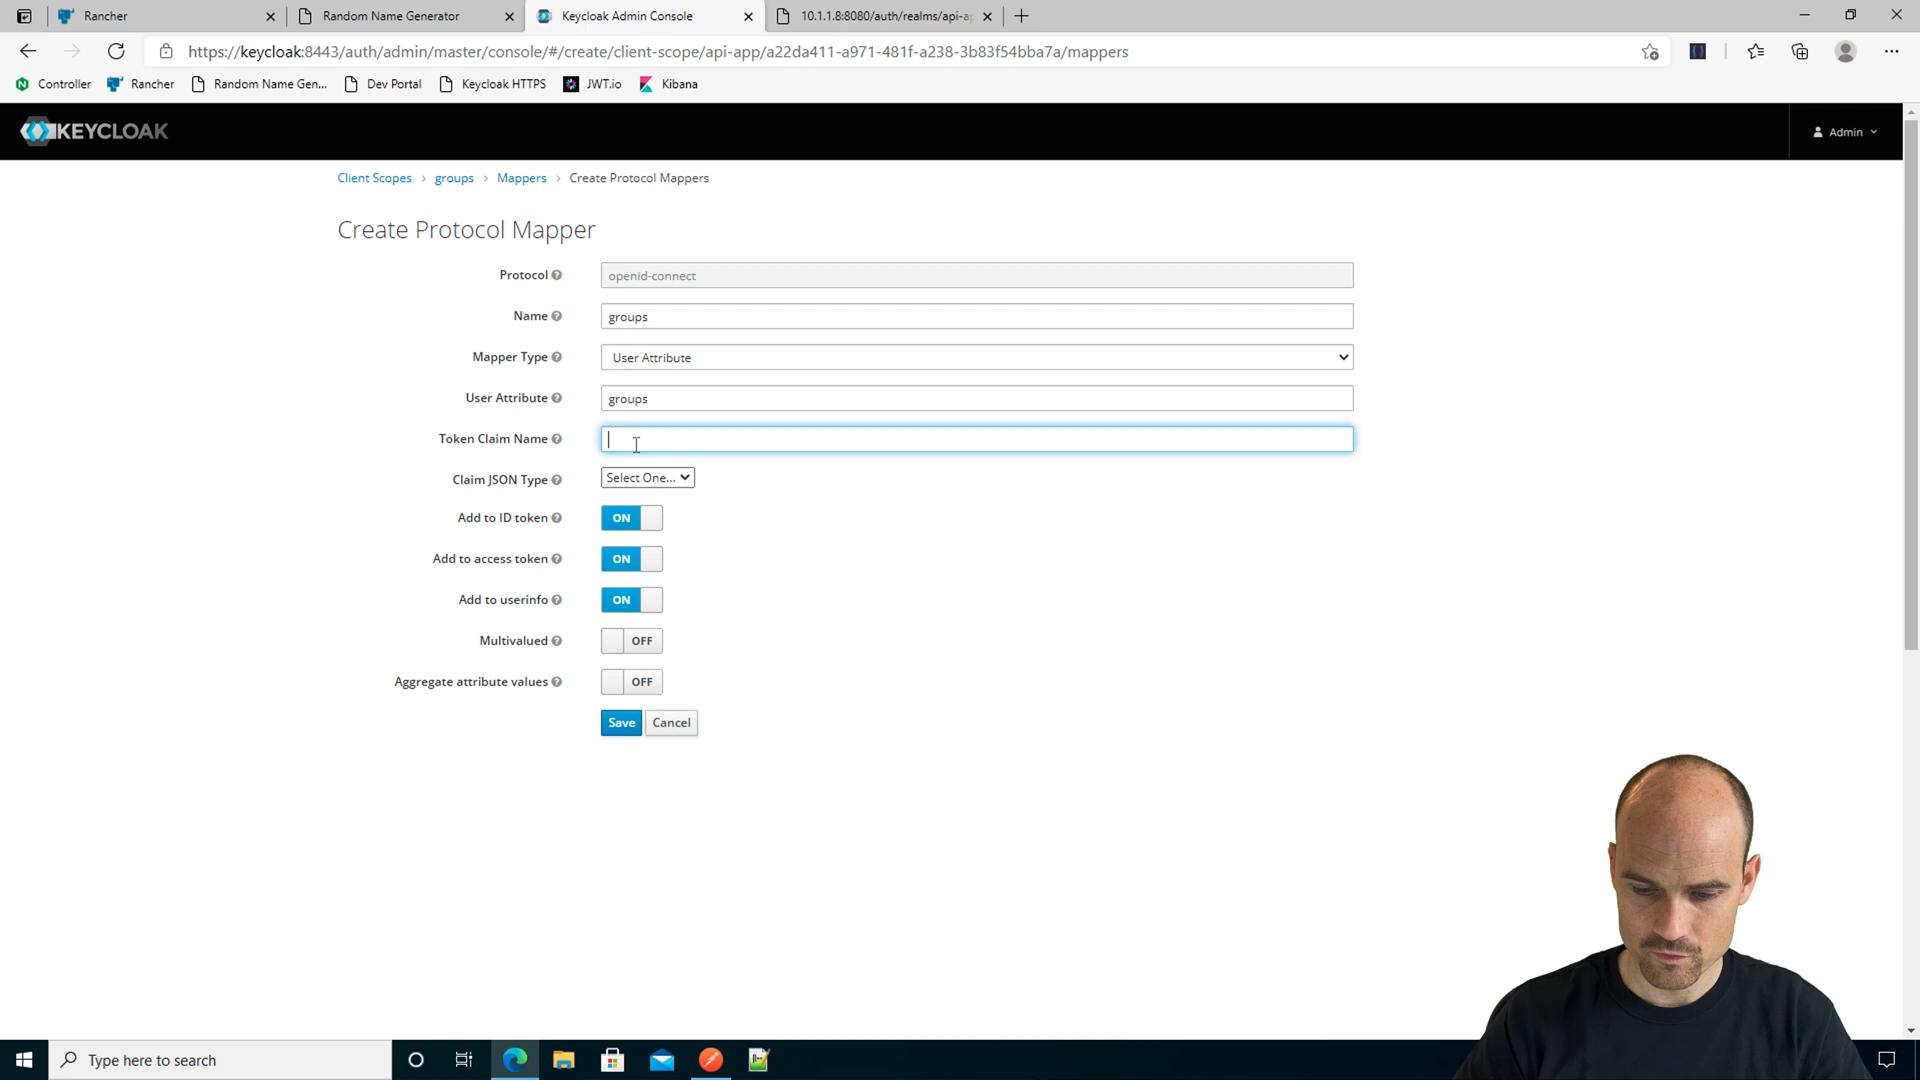 Rancher
Random Name Generator
Keycloak Admin Console
10.1.1.8:8080/auth/realms/api-a
https://keycloak:8443/auth/admin/master/console/#/create/client-scope/api-app/a22da411-a971-481f-a238-3b83f54bba7a/mappers
Controller
Rancher
Random Name Gen...
Dev Portal
Keycloak HTTPS
JWT.io
Kibana
KEYCLOAK
Admin
Client Scopes
groups
Mappers
Create Protocol Mappers
Create Protocol Mapper
Protocol
openid-connect
Name
groups
Mapper Type
User Attribute
User Attribute
groups
Token Claim Name
Claim JSON Type
Select One...
Add to ID token
ON
Add to access token
ON
Add to userinfo
ON
Multivalued
OFF
Aggregate attribute values
OFF
Save
Cancel
Type here to search